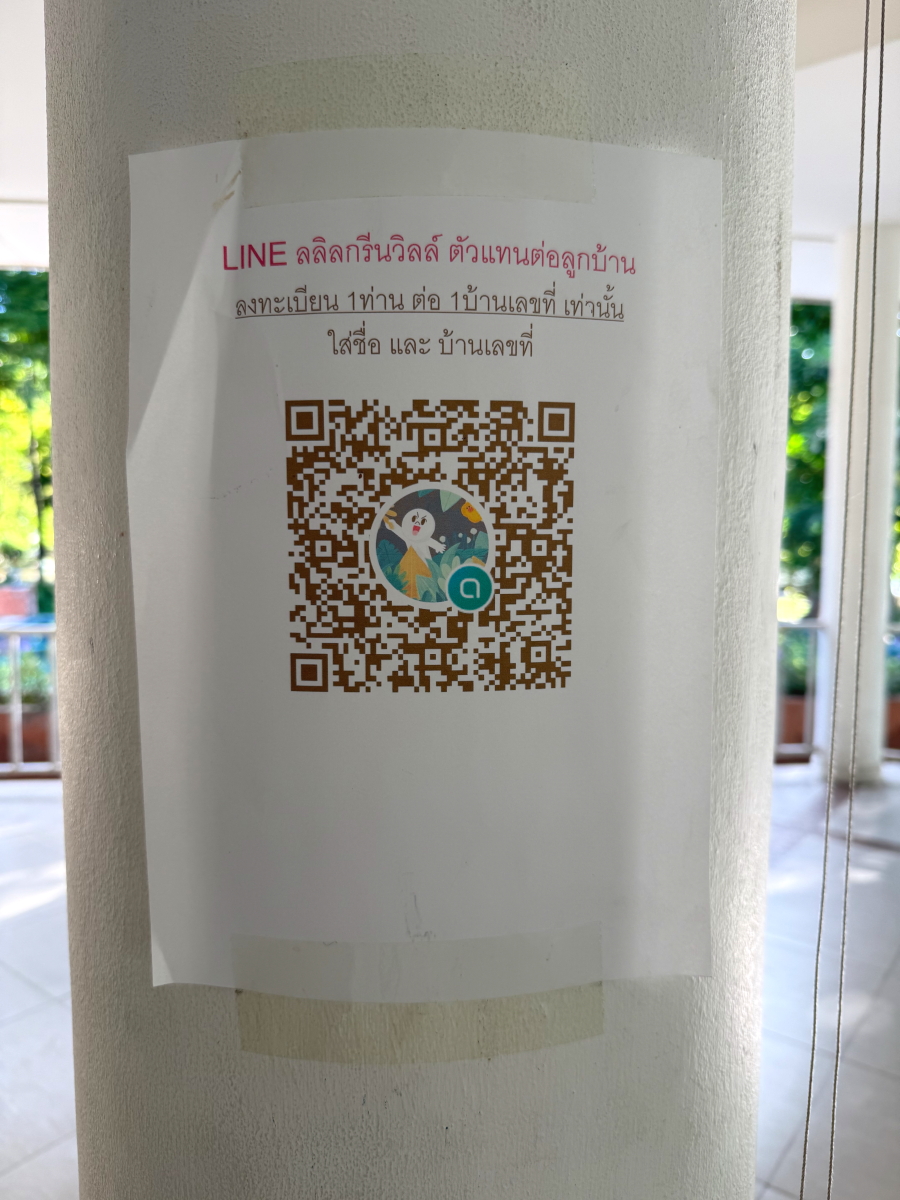 LINE ลลิลกรีนวิลล์ ตัวแทนต่อลูกบ้าน
ลงทะเบียน 1ท่าน ต่อ 1บ้านเลขที่ เท่วนั้น
ใส่ชื่อ และ บ้านเลขที่